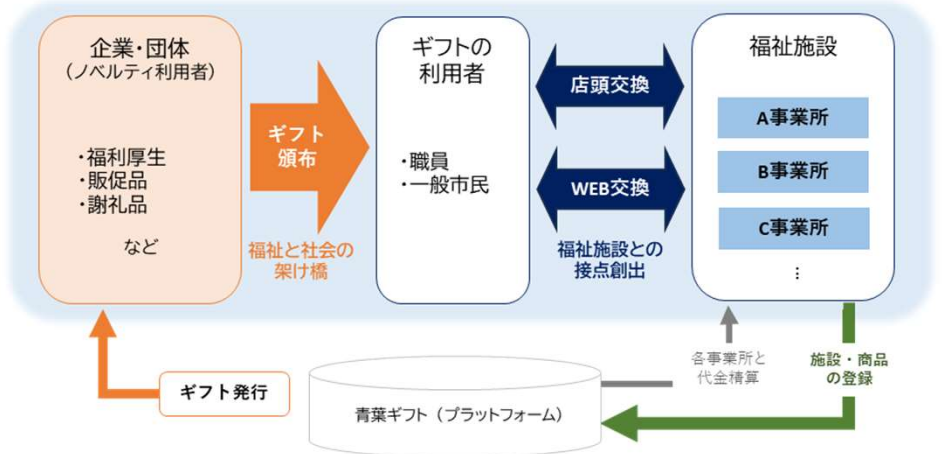 企業・団体
（ノベルティ利用者）
・福利厚生
・販促品
・謝礼品
など
ギフト
頒布
福祉と社会の
架け橋
ギフトの
利用者
・職員
・一般市民
店頭交換
WEB交換
福祉施設との
接点創出
福祉施設
A事業所
B事業所
C事業所
⋮
ギフト発行
青葉ギフト（プラットフォーム）
各事業所と
代金精算
施設・商品
の登録